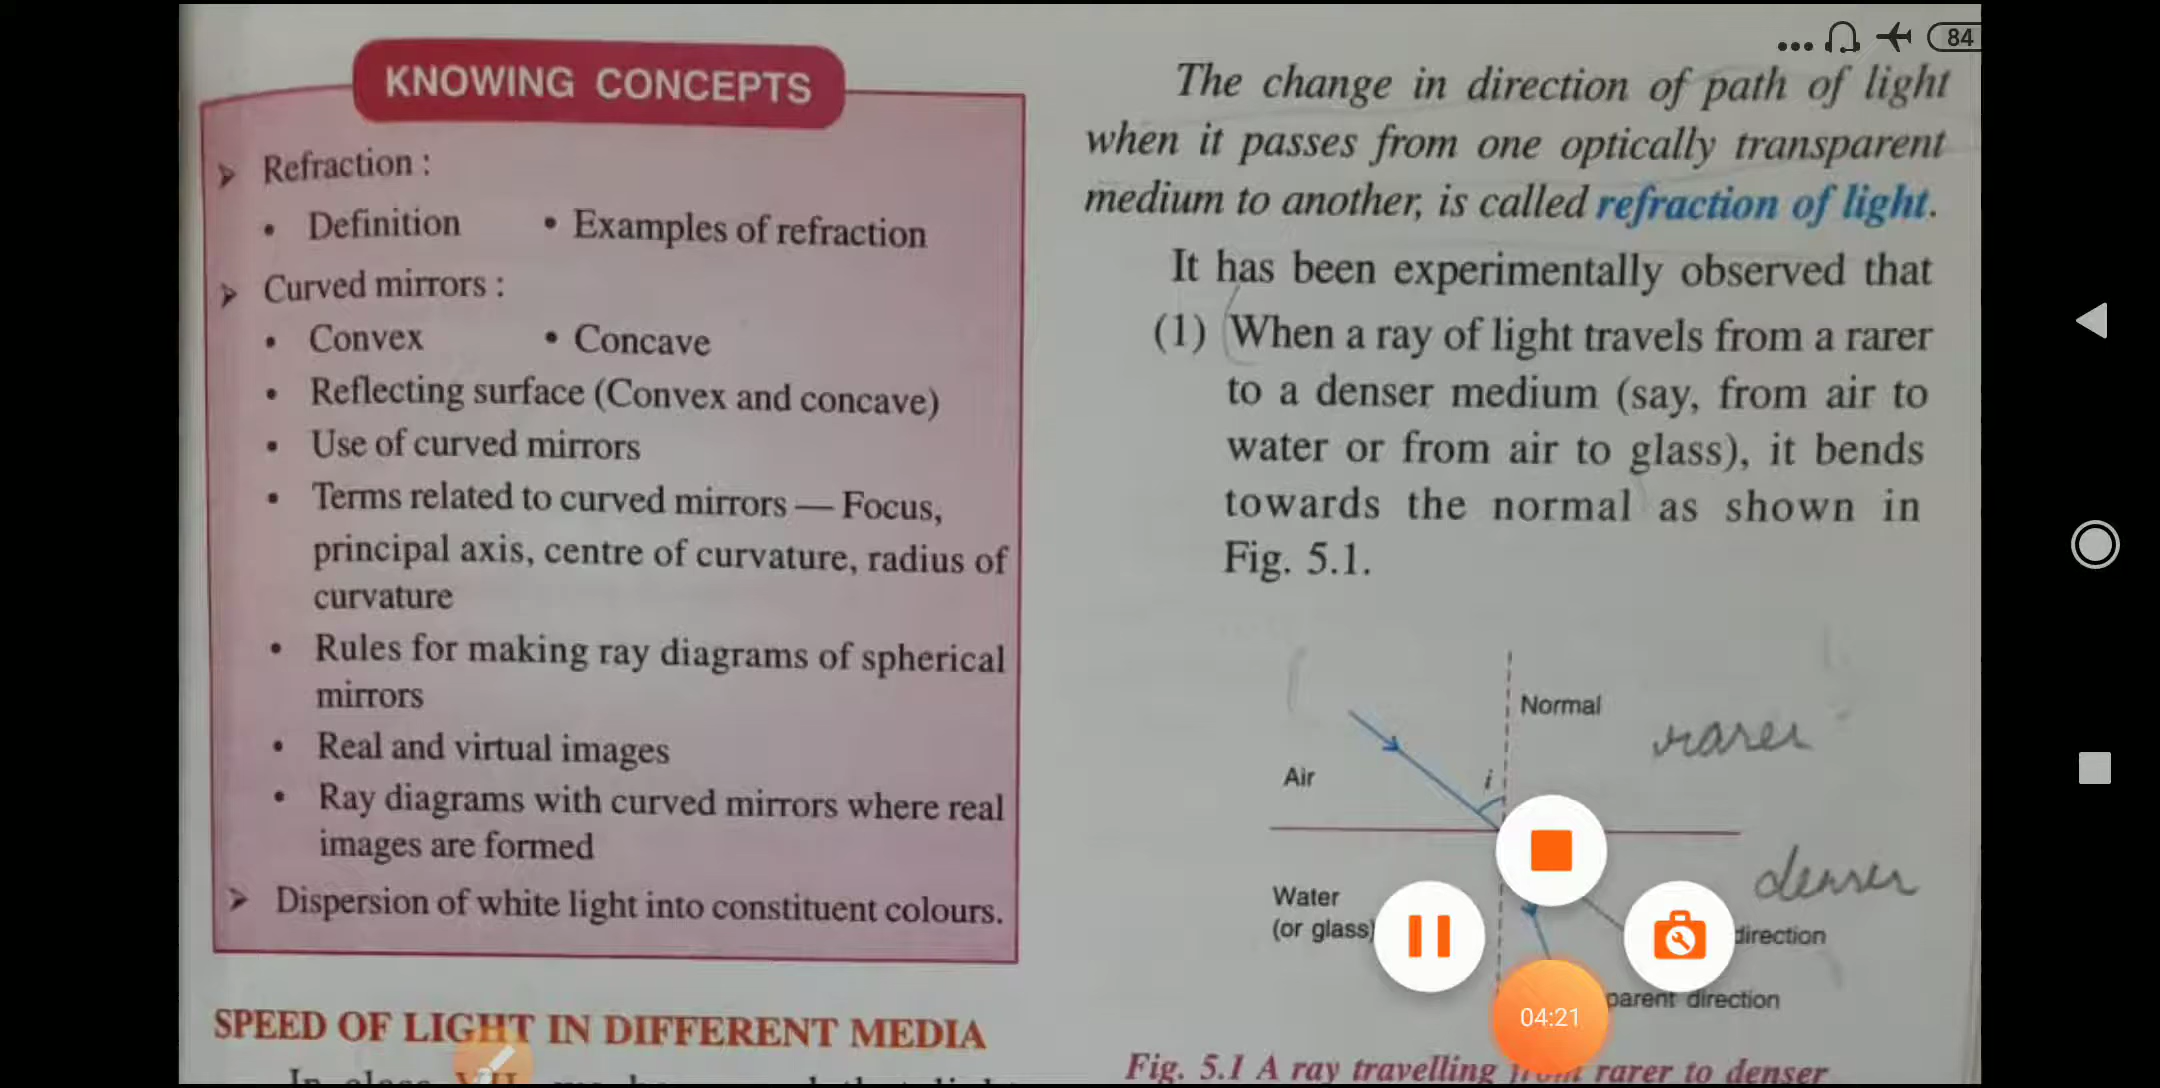 KNOWING CONCEPTS
➤ Refraction :
• Definition • Examples of refraction
➤ Curved mirrors :
• Convex • Concave
• Reflecting surface (Convex and concave)
• Use of curved mirrors
• Terms related to curved mirrors — Focus,
principal axis, centre of curvature, radius of
curvature
• Rules for making ray diagrams of spherical
mirrors
• Real and virtual images
• Ray diagrams with curved mirrors where real
images are formed
➤ Dispersion of white light into constituent colours.
SPEED OF LIGHT IN DIFFERENT MEDIA
84
The change in direction of path of light
when it passes from one optically transparent
medium to another, is called refraction of light.
It has been experimentally observed that
(1) When a ray of light travels from a rarer
to a denser medium (say, from air to
water or from air to glass), it bends
towards the normal as shown in
Fig. 5.1.
Normal
rarer
Air
i
denser
Water
(or glass)
direction
parent direction
04:21
Fig. 5.1 A ray travelling from rarer to denser